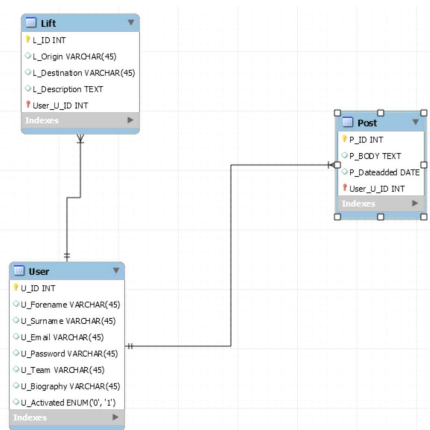 Lift
L_ID INT
L_Origin VARCHAR(45)
L_Destination VARCHAR(45)
L_Description TEXT
User_U_ID INT
Indexes
Post
P_ID INT
P_BODY TEXT
P_Dateadded DATE
User_U_ID INT
Indexes
User
U_ID INT
U_Forename VARCHAR(45)
U_Surname VARCHAR(45)
U_Email VARCHAR(45)
U_Password VARCHAR(45)
U_Team VARCHAR(45)
U_Biography VARCHAR(45)
U_Activated ENUM('0', '1')
Indexes